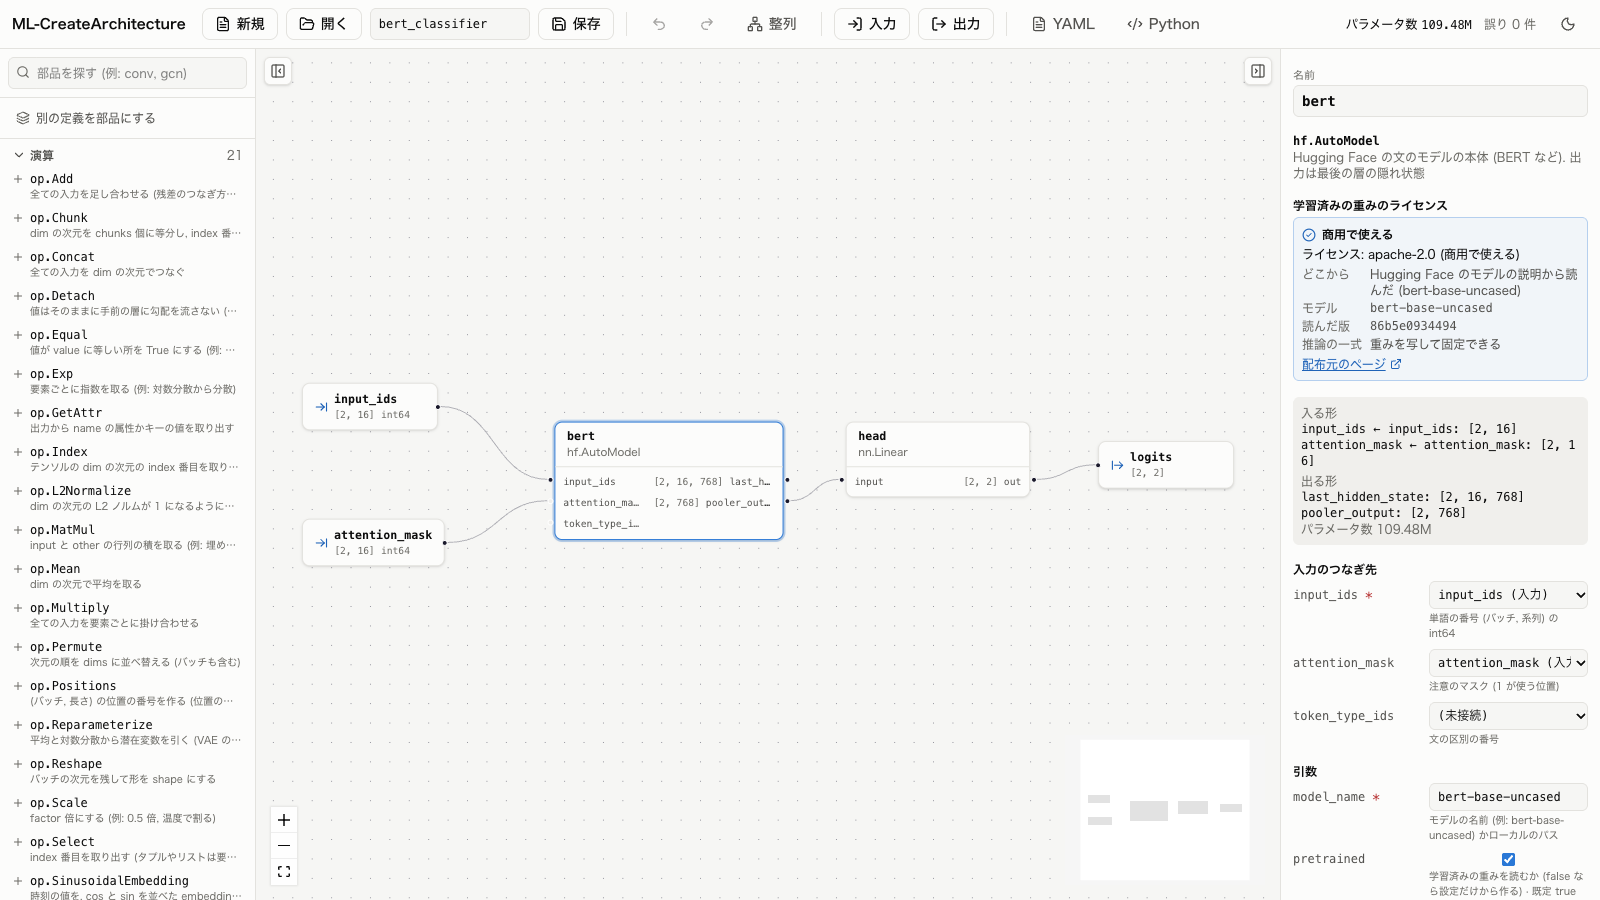 ML-CreateArchitecture
新規
開く
bert_classifier
保存
整列
入力
出力
YAML
Python
パラメータ数 109.48M
誤り 0 件
部品を探す (例: conv, gcn)
別の定義を部品にする
演算 21
op.Add
全ての入力を足し合わせる (残差のつなぎ方…
op.Chunk
dim の次元を chunks 個に等分し, index 番…
op.Concat
全ての入力を dim の次元でつなぐ
op.Detach
値はそのままに手前の層に勾配を流さない (…
op.Equal
値が value に等しい所を True にする (例: …
op.Exp
要素ごとに指数を取る (例: 対数分散から分散)
op.GetAttr
出力から name の属性かキーの値を取り出す
op.Index
テンソルの dim の次元の index 番目を取り…
op.L2Normalize
dim の次元の L2 ノルムが 1 になるように…
op.MatMul
input と other の行列の積を取る (例: 埋め…
op.Mean
dim の次元で平均を取る
op.Multiply
全ての入力を要素ごとに掛け合わせる
op.Permute
次元の順を dims に並べ替える (バッチも含む)
op.Positions
(バッチ, 長さ) の位置の番号を作る (位置の…
op.Reparameterize
平均と対数分散から潜在変数を引く (VAE の…
op.Reshape
バッチの次元を残して形を shape にする
op.Scale
factor 倍にする (例: 0.5 倍, 温度で割る)
op.Select
index 番目を取り出す (タプルやリストは要…
op.SinusoidalEmbedding
時刻の値を, cos と sin を並べた embeddin…
input_ids
[2, 16] int64
attention_mask
[2, 16] int64
bert
hf.AutoModel
input_ids [2, 16, 768] last_h…
attention_ma… [2, 768] pooler_out…
token_type_i…
head
nn.Linear
input [2, 2] out
logits
[2, 2]
名前
bert
hf.AutoModel
Hugging Face の文のモデルの本体 (BERT など). 出
力は最後の層の隠れ状態
学習済みの重みのライセンス
商用で使える
ライセンス: apache-2.0 (商用で使える)
どこから Hugging Face のモデルの説明から読
んだ (bert-base-uncased)
モデル bert-base-uncased
読んだ版 86b5e0934494
推論の一式 重みを写して固定できる
配布元のページ
入る形
input_ids ← input_ids: [2, 16]
attention_mask ← attention_mask: [2, 1
6]
出る形
last_hidden_state: [2, 16, 768]
pooler_output: [2, 768]
パラメータ数 109.48M
入力のつなぎ先
input_ids * input_ids (入力)
単語の番号 (バッチ, 系列) の
int64
attention_mask attention_mask (入
注意のマスク (1 が使う位置)
token_type_ids (未接続)
文の区別の番号
引数
model_name * bert-base-uncased
モデルの名前 (例: bert-base-
uncased) かローカルのパス
pretrained
学習済みの重みを読むか (false な
ら設定だけから作る) · 既定 true